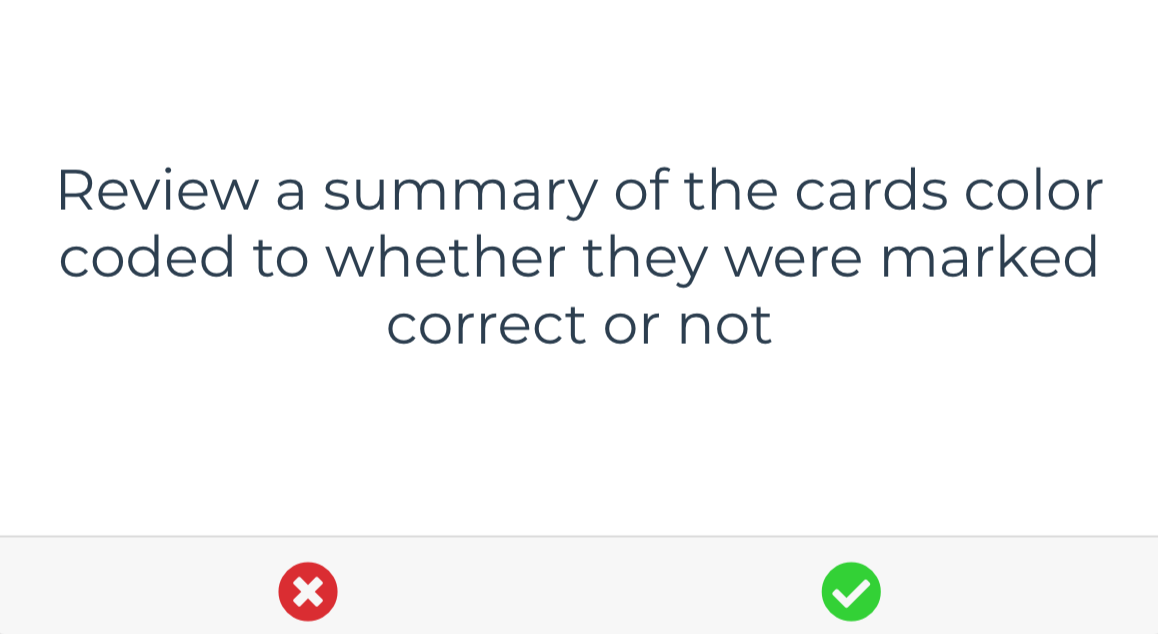 Review a summary of the cards color
coded to whether they were marked
correct or not